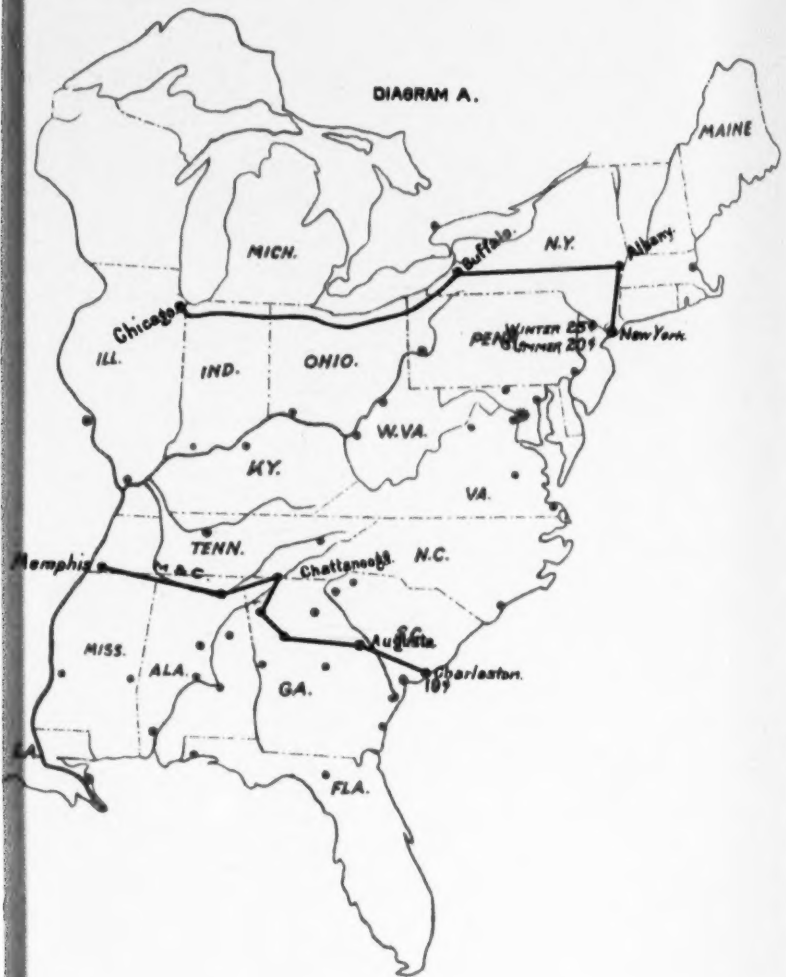 DIAGRAM A.
MAINE
MICH.
Buffalo.
N.Y.
Albany.
Chicago
PENN.
WINTER 25¢
SUMMER 20¢
New York.
ILL.
IND.
OHIO.
W.VA.
KY.
VA.
TENN.
N.C.
Memphis
M. & C.
Chattanooga.
Augusta
MISS.
ALA.
GA.
Charleston.
19¢
LA.
FLA.